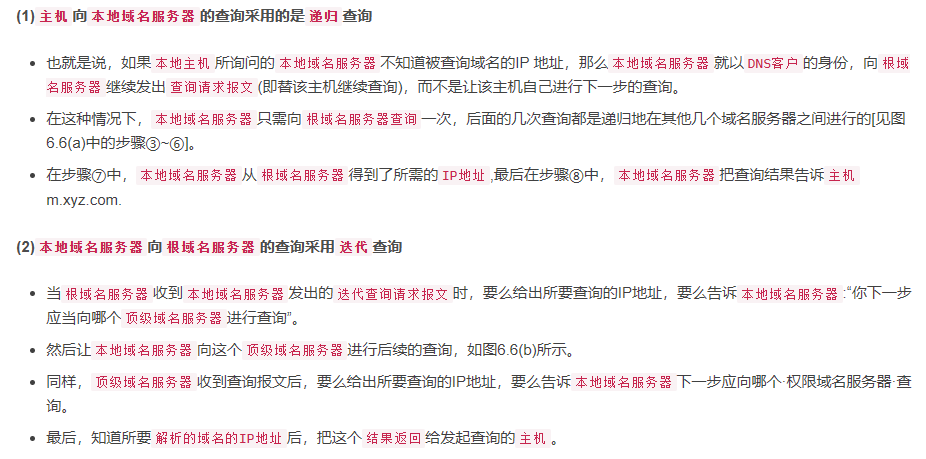 (1) 主机 向 本地域名服务器 的查询采用的是 递归 查询
也就是说，如果 本地主机 所询问的 本地域名服务器 不知道被查询域名的IP 地址，那么 本地域名服务器 就以 DNS客户 的身份，向 根域
名服务器 继续发出 查询请求报文 (即替该主机继续查询)，而不是让该主机自己进行下一步的查询。
在这种情况下， 本地域名服务器 只需向 根域名服务器查询 一次，后面的几次查询都是递归地在其他几个域名服务器之间进行的[见图
6.6(a)中的步骤③~⑥]。
在步骤⑦中， 本地域名服务器 从 根域名服务器 得到了所需的 IP地址 ,最后在步骤⑧中， 本地域名服务器 把查询结果告诉 主机
m.xyz.com.
(2) 本地域名服务器 向 根域名服务器 的查询采用 迭代 查询
当 根域名服务器 收到 本地域名服务器 发出的 迭代查询请求报文 时，要么给出所要查询的IP地址，要么告诉 本地域名服务器 :“你下一步
应当向哪个 顶级域名服务器 进行查询”。
然后让 本地域名服务器 向这个 顶级域名服务器 进行后续的查询，如图6.6(b)所示。
同样， 顶级域名服务器 收到查询报文后，要么给出所要查询的IP地址，要么告诉 本地域名服务器 下一步应向哪个·权限域名服务器·查
询。
最后，知道所要 解析的域名的IP地址 后，把这个 结果返回 给发起查询的 主机 。